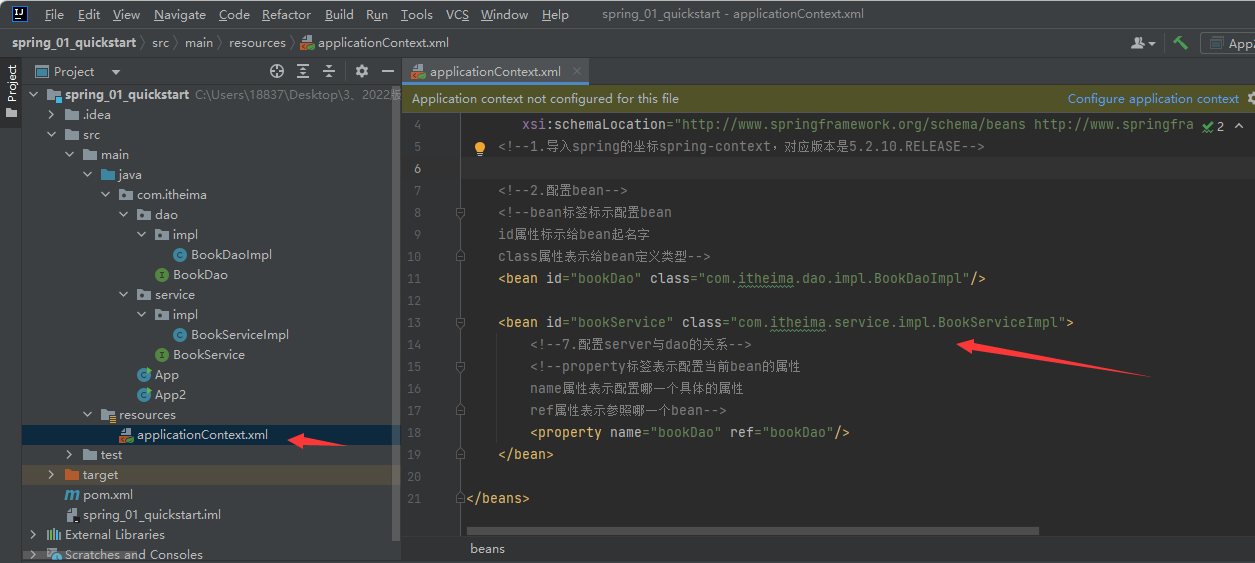 File Edit View Navigate Code Refactor Build Run Tools VCS Window Help spring_01_quickstart - applicationContext.xml
spring_01_quickstart src main resources applicationContext.xml App2
Project
Project
spring_01_quickstart C:\Users\18837\Desktop\3、2022版
.idea
src
main
java
com.itheima
dao
impl
BookDaoImpl
BookDao
service
impl
BookServiceImpl
BookService
App
App2
resources
applicationContext.xml
test
target
pom.xml
spring_01_quickstart.iml
External Libraries
Scratches and Consoles
applicationContext.xml
Application context not configured for this file Configure application context
4 xsi:schemaLocation="http://www.springframework.org/schema/beans http://www.springfra 2
5 <!--1.导入spring的坐标spring-context，对应版本是5.2.10.RELEASE-->
6
7 <!--2.配置bean-->
8 <!--bean标签标示配置bean
9 id属性标示给bean起名字
10 class属性表示给bean定义类型-->
11 <bean id="bookDao" class="com.itheima.dao.impl.BookDaoImpl"/>
12
13 <bean id="bookService" class="com.itheima.service.impl.BookServiceImpl">
14 <!--7.配置server与dao的关系-->
15 <!--property标签表示配置当前bean的属性
16 name属性表示配置哪一个具体的属性
17 ref属性表示参照哪一个bean-->
18 <property name="bookDao" ref="bookDao"/>
19 </bean>
20
21 </beans>
beans